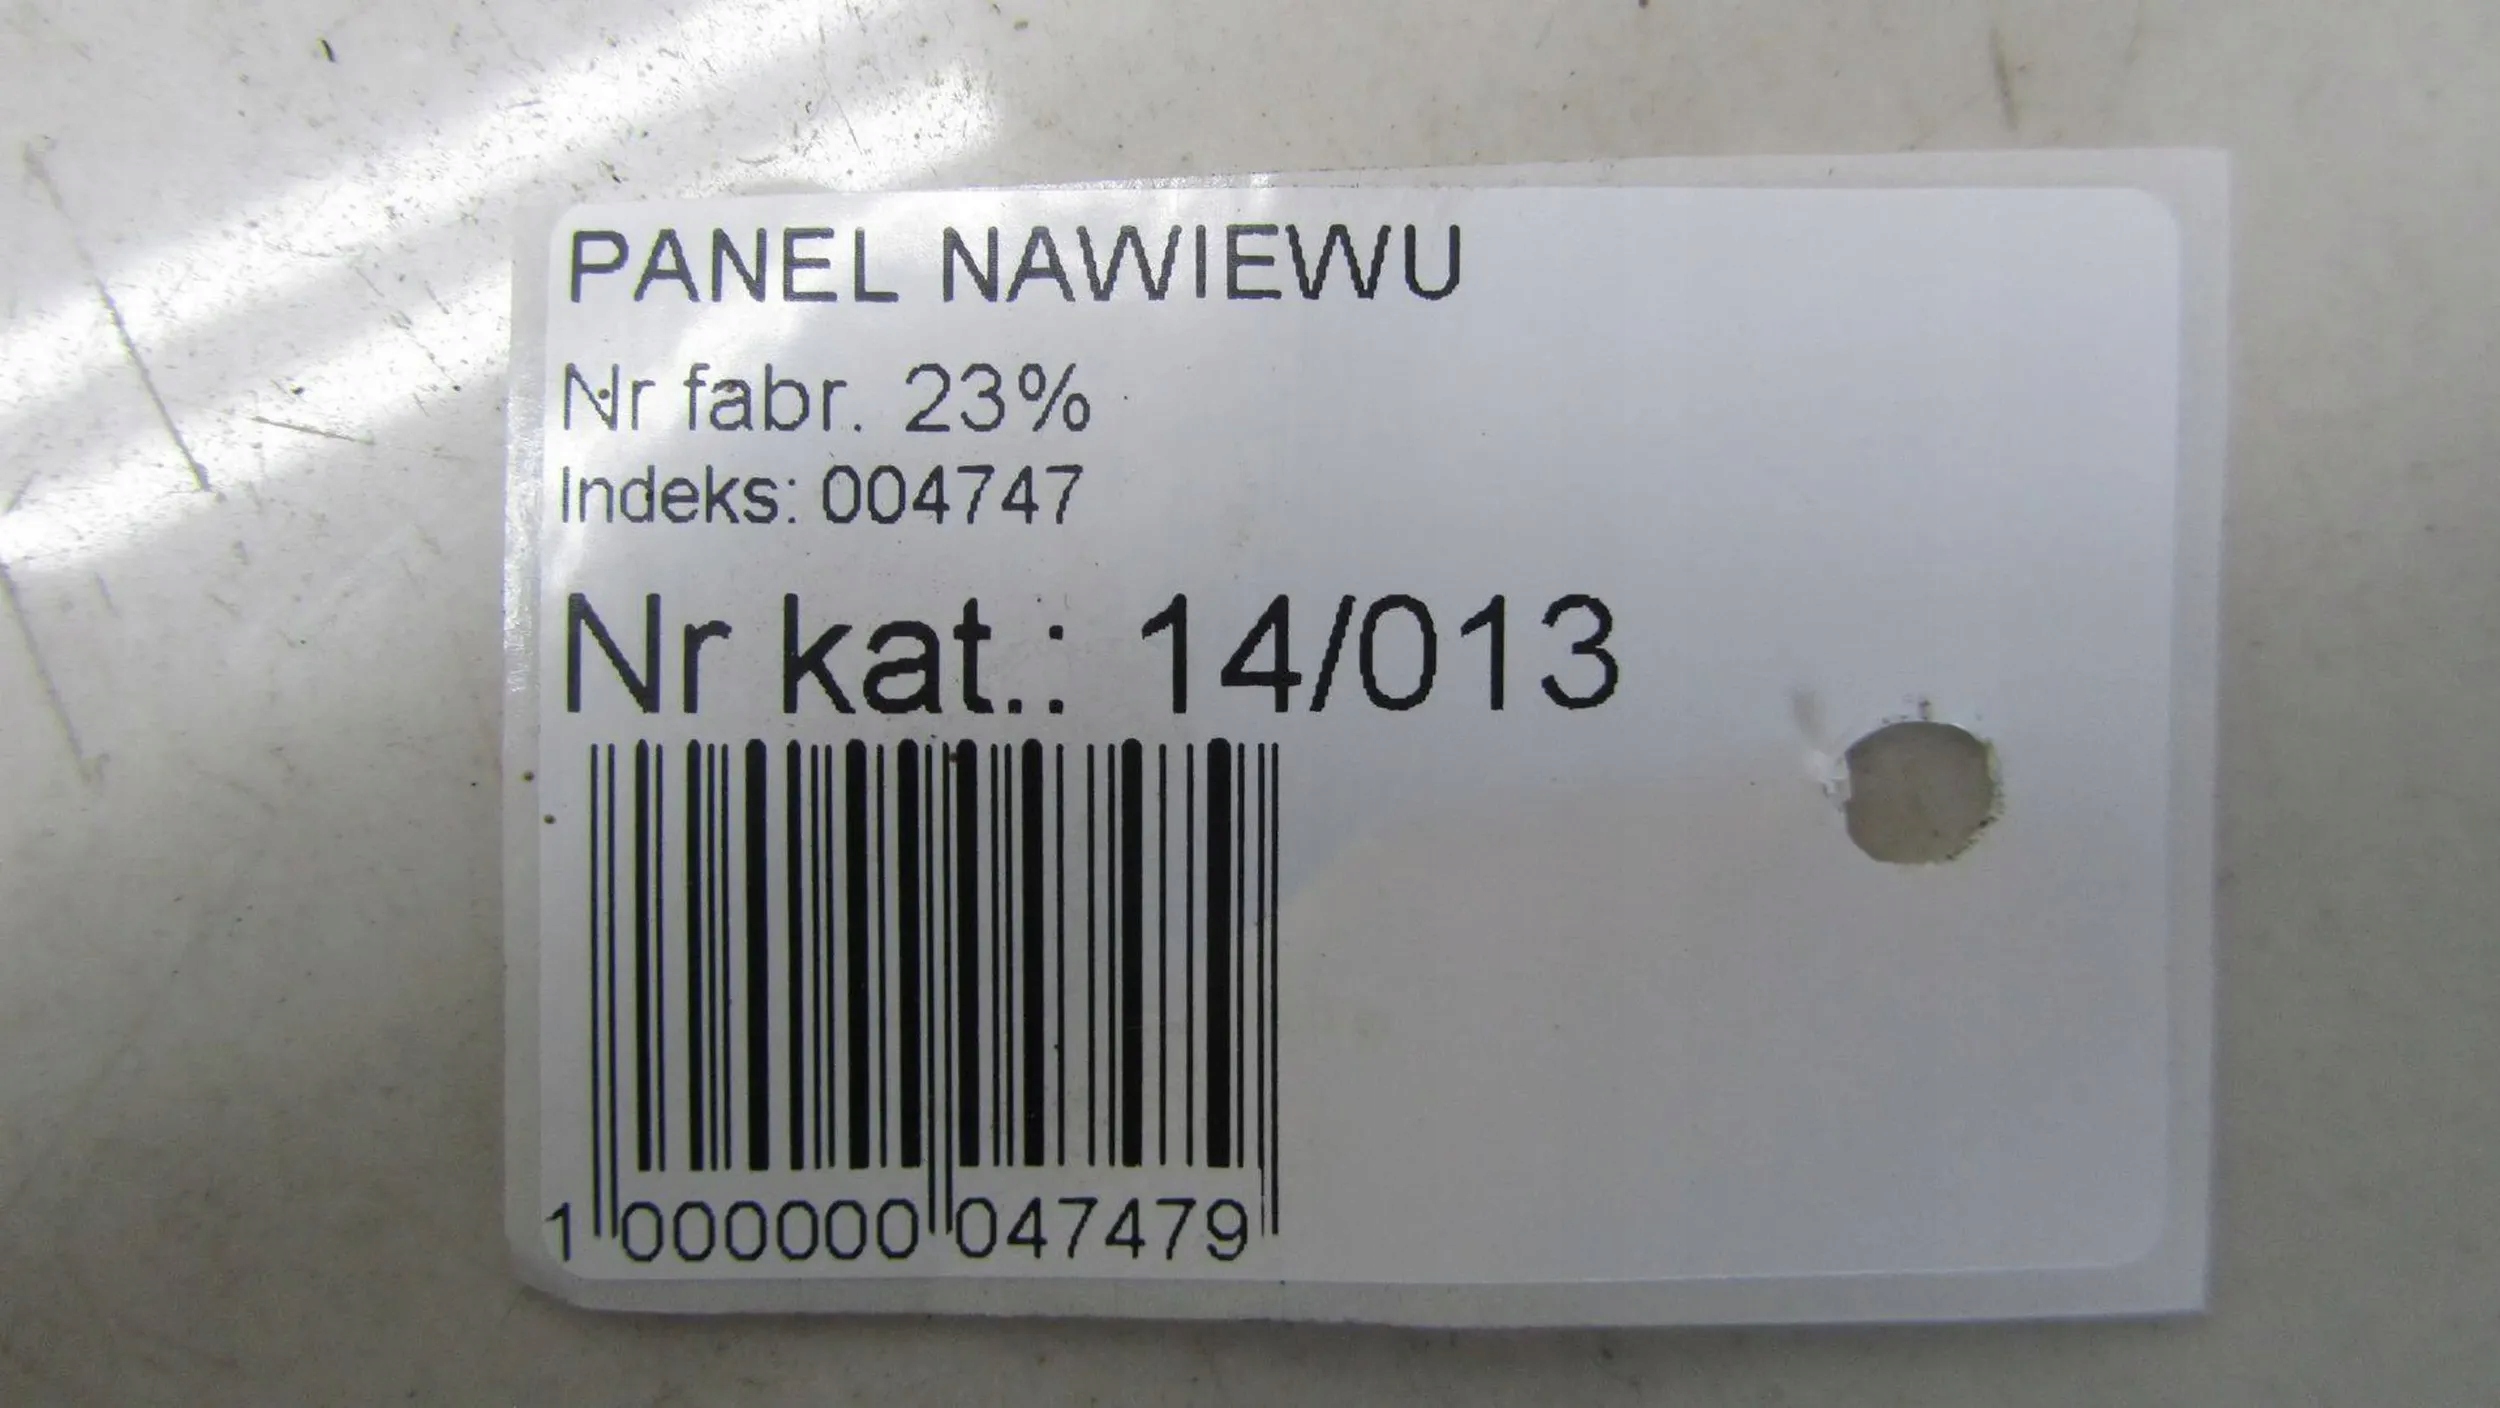 PANEL NAWIEWU
Nr fabr. 23%
Indeks: 004747
Nr kat.: 14/013
1 000000 047479